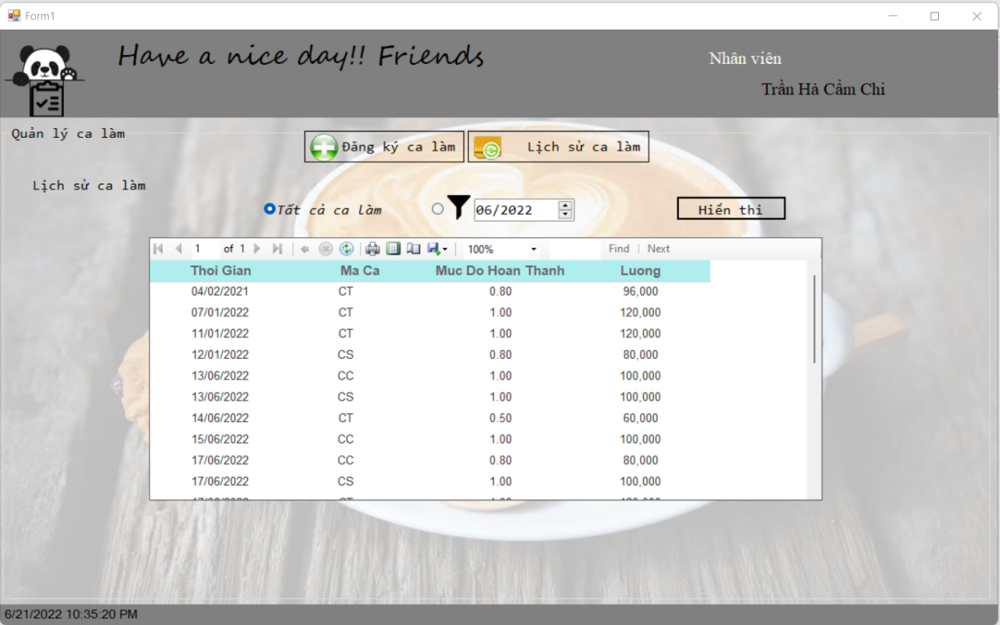 Form1
Have a nice day!! Friends
Nhân viên
Trần Hà Cẩm Chi
Quản lý ca làm
Đăng ký ca làm
Lịch sử ca làm
Lịch sử ca làm
Tất cả ca làm
06/2022
Hiển thi
1 of 1 100% Find | Next
Thoi Gian Ma Ca Muc Do Hoan Thanh Luong
04/02/2021 CT 0.80 96,000
07/01/2022 CT 1.00 120,000
11/01/2022 CT 1.00 120,000
12/01/2022 CS 0.80 80,000
13/06/2022 CC 1.00 100,000
13/06/2022 CS 1.00 100,000
14/06/2022 CT 0.50 60,000
15/06/2022 CC 1.00 100,000
17/06/2022 CC 0.80 80,000
17/06/2022 CS 1.00 100,000
6/21/2022 10:35:20 PM